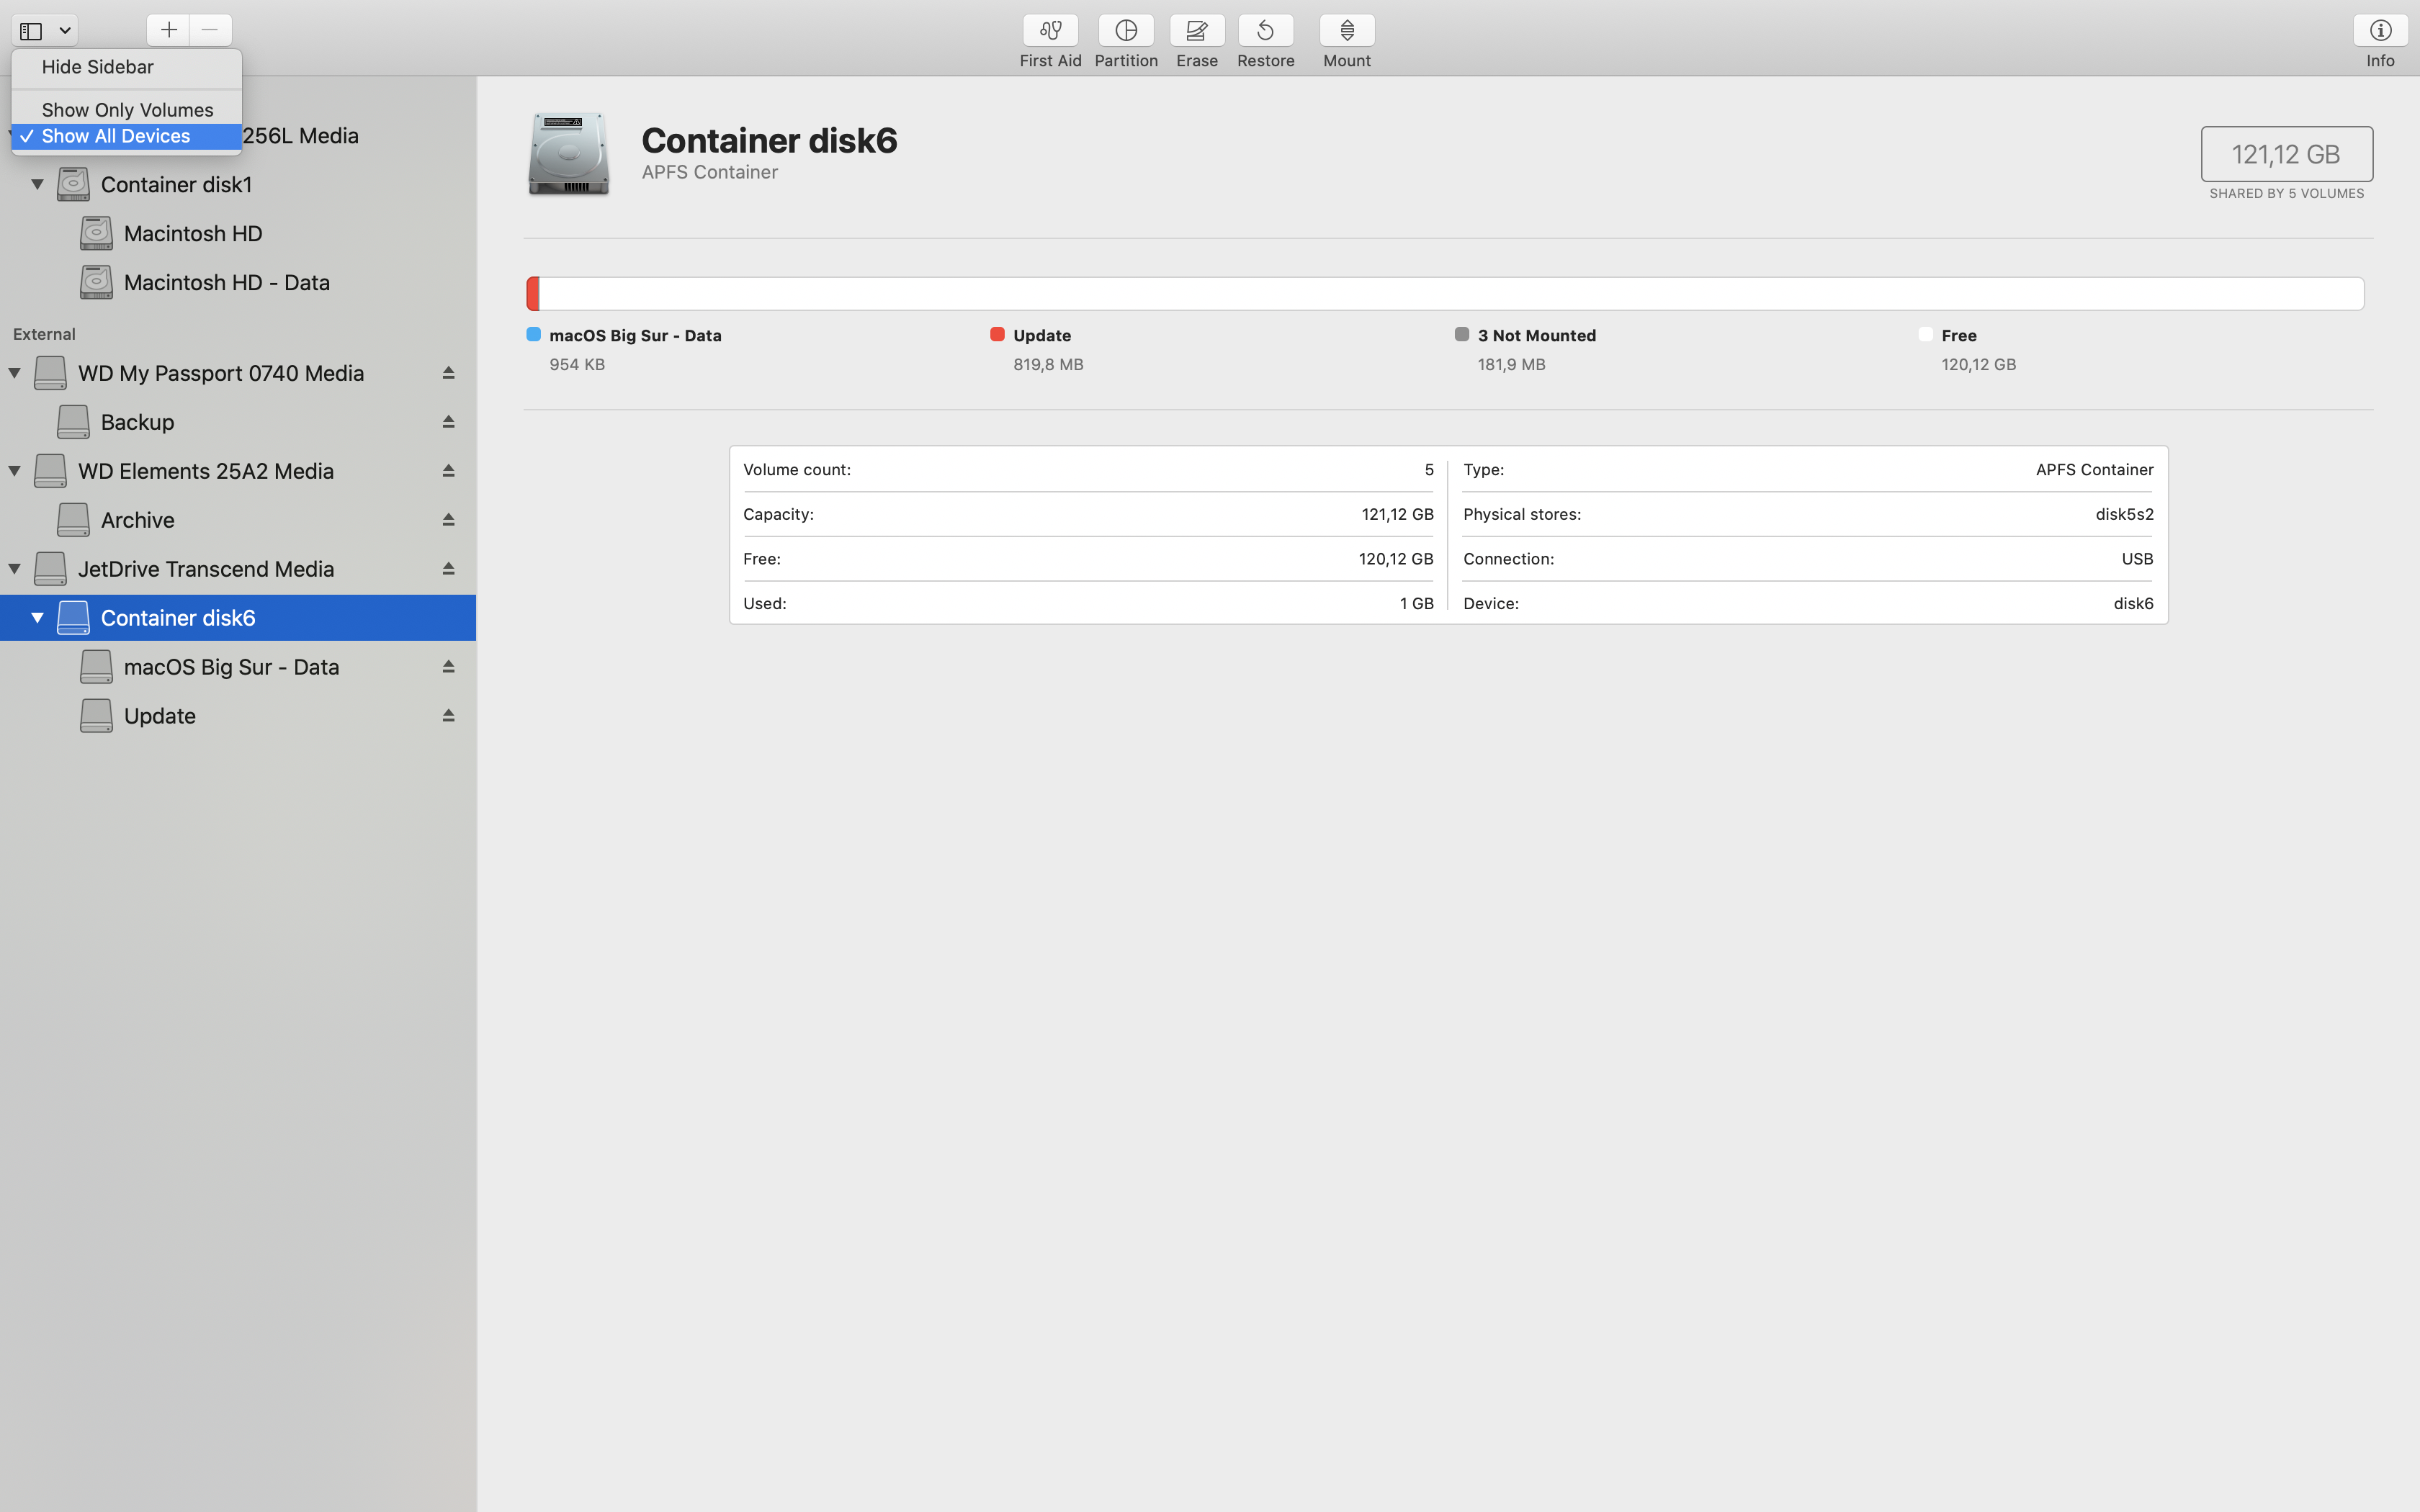 First Aid
Partition
Erase
Restore
Mount
Info
Hide Sidebar
Show Only Volumes
✓ Show All Devices
256L Media
Container disk1
Macintosh HD
Macintosh HD - Data
External
WD My Passport 0740 Media
Backup
WD Elements 25A2 Media
Archive
JetDrive Transcend Media
Container disk6
macOS Big Sur - Data
Update
Container disk6
APFS Container
121,12 GB
SHARED BY 5 VOLUMES
macOS Big Sur - Data
954 KB
Update
819,8 MB
3 Not Mounted
181,9 MB
Free
120,12 GB
Volume count: 5
Capacity: 121,12 GB
Free: 120,12 GB
Used: 1 GB
Type: APFS Container
Physical stores: disk5s2
Connection: USB
Device: disk6